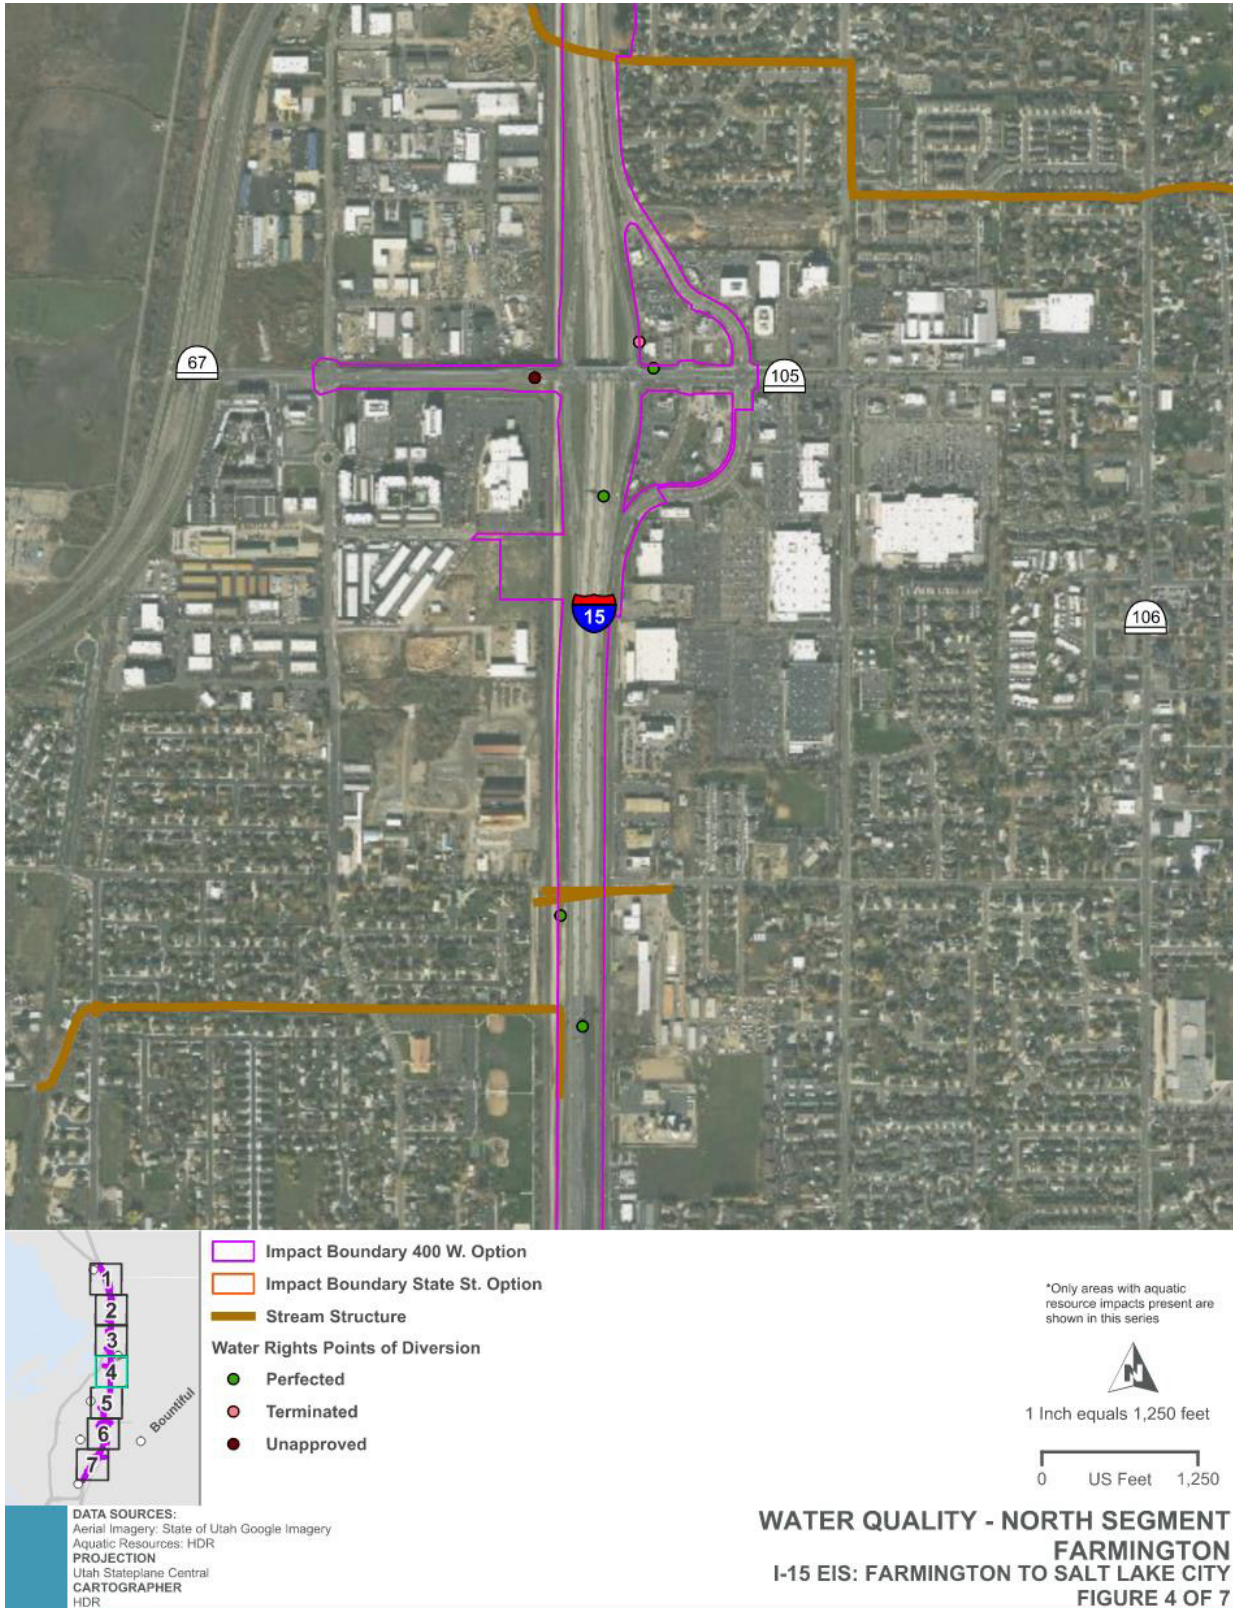 67
105
15
106
Impact Boundary 400 W. Option
Impact Boundary State St. Option
Stream Structure
Water Rights Points of Diversion
Perfected
Terminated
Unapproved
1
2
3
4
5
6
7
Bountiful
*Only areas with aquatic
resource impacts present are
shown in this series
N
1 Inch equals 1,250 feet
0 US Feet 1,250
DATA SOURCES:
Aerial Imagery: State of Utah Google Imagery
Aquatic Resources: HDR
PROJECTION
Utah Stateplane Central
CARTOGRAPHER
HDR
WATER QUALITY - NORTH SEGMENT
FARMINGTON
I-15 EIS: FARMINGTON TO SALT LAKE CITY
FIGURE 4 OF 7